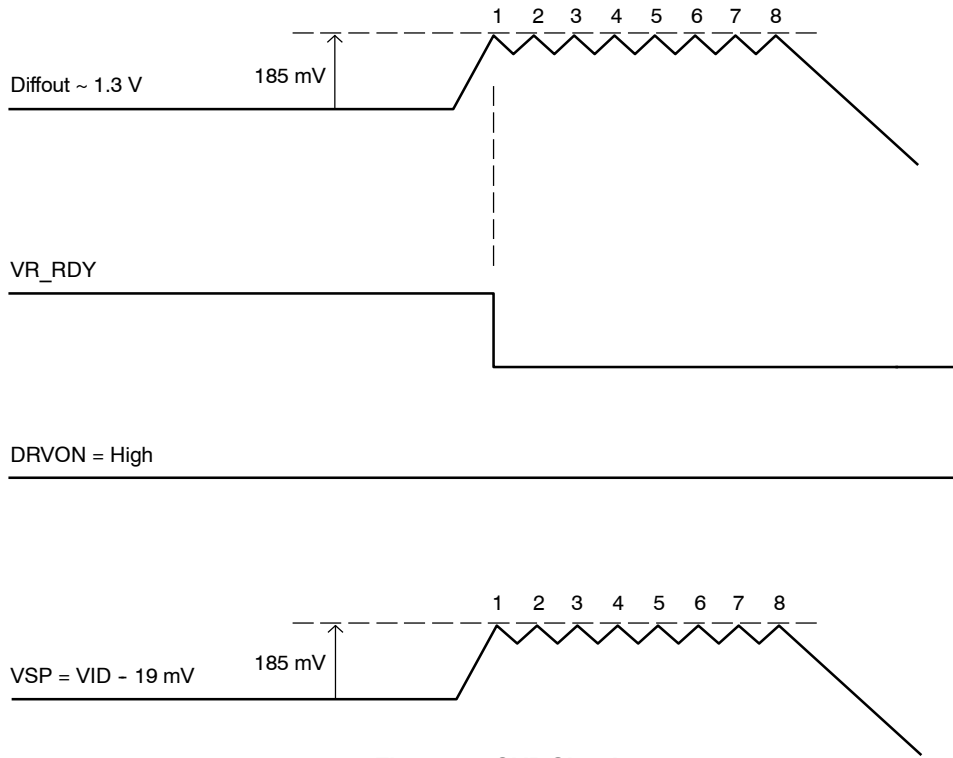 1 2 3 4 5 6 7 8
185 mV
Diffout ~ 1.3 V
VR_RDY
DRVON = High
1 2 3 4 5 6 7 8
185 mV
VSP = VID - 19 mV